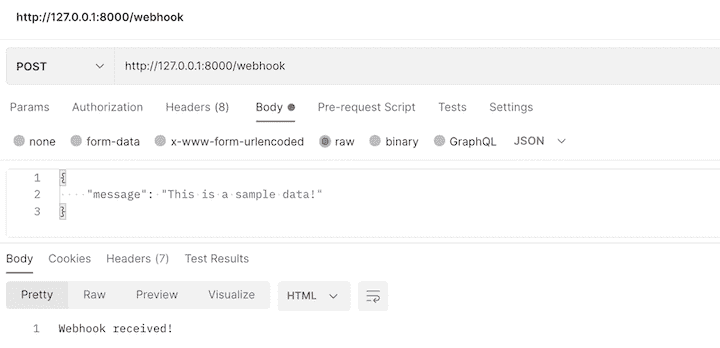 http://127.0.0.1:8000/webhook
POST http://127.0.0.1:8000/webhook
Params Authorization Headers (8) Body Pre-request Script Tests Settings
none form-data x-www-form-urlencoded raw binary GraphQL JSON
1 {
2 "message": "This is a sample data!"
3 }
Body Cookies Headers (7) Test Results
Pretty Raw Preview Visualize HTML
1 Webhook received!